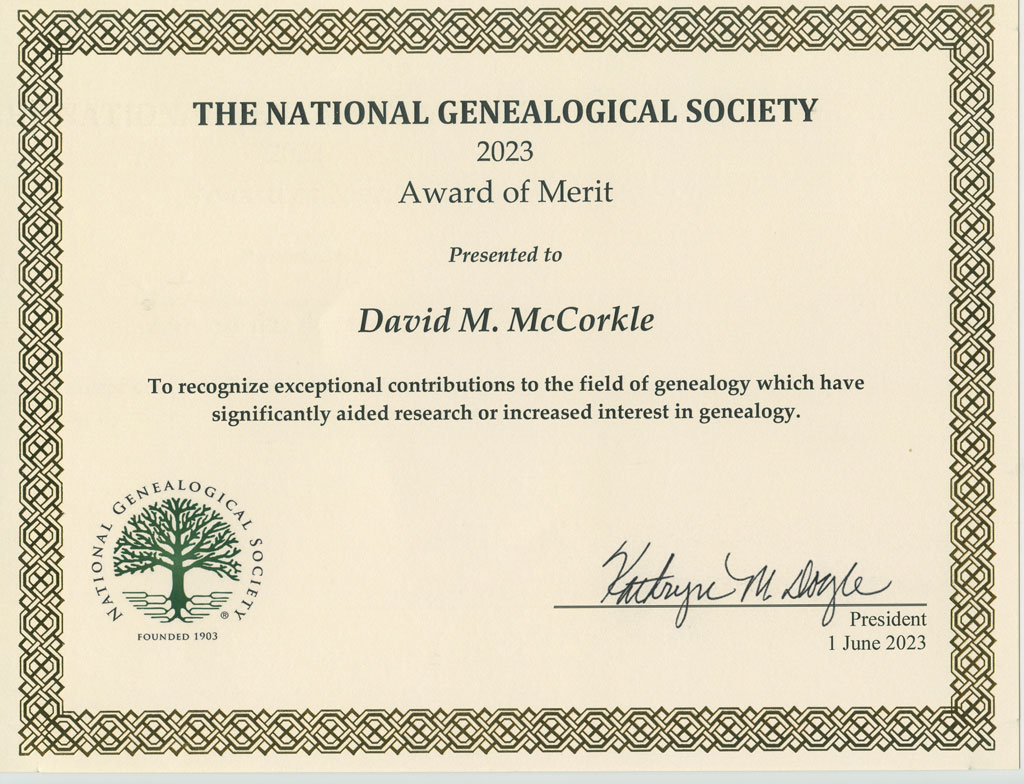 THE NATIONAL GENEALOGICAL SOCIETY
2023
Award of Merit
Presented to
David M. McCorkle
To recognize exceptional contributions to the field of genealogy which have
significantly aided research or increased interest in genealogy.
NATIONAL GENEALOGICAL SOCIETY
®
FOUNDED 1903
Kathryn M. Doyle
President
1 June 2023